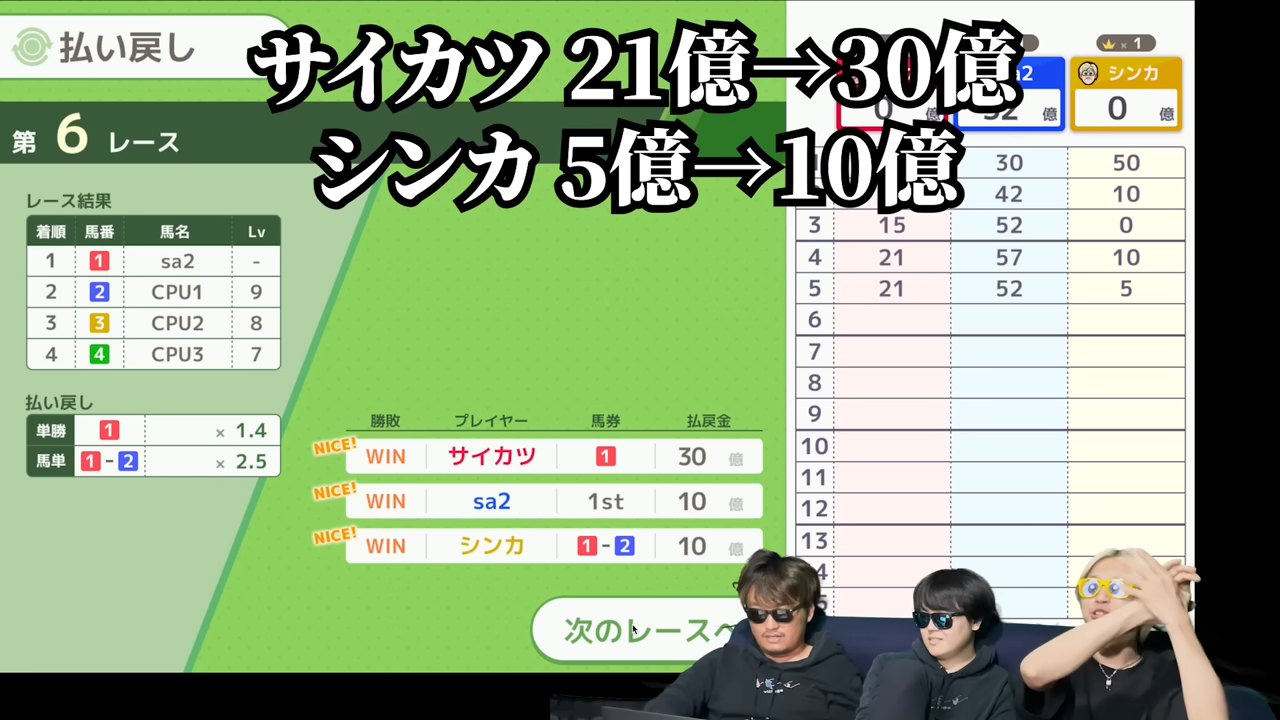 サイカツ 21億→30億
シンカ 5億→10億
払い戻し
第 6 レース
レース結果
着順 馬番 馬名 Lv
1 1 sa2 -
2 2 CPU1 9
3 3 CPU2 8
4 4 CPU3 7
払い戻し
単勝 1 × 1.4
馬単 1-2 × 2.5
勝敗 プレイヤー 馬券 払戻金
NICE! WIN サイカツ 1 30 億
NICE! WIN sa2 1st 10 億
NICE! WIN シンカ 1-2 10 億
次のレースへ
× 1
シンカ
0 億
億
0 億
30 50
42 10
3 15 52 0
4 21 57 10
5 21 52 5
6
7
8
9
10
11
12
13